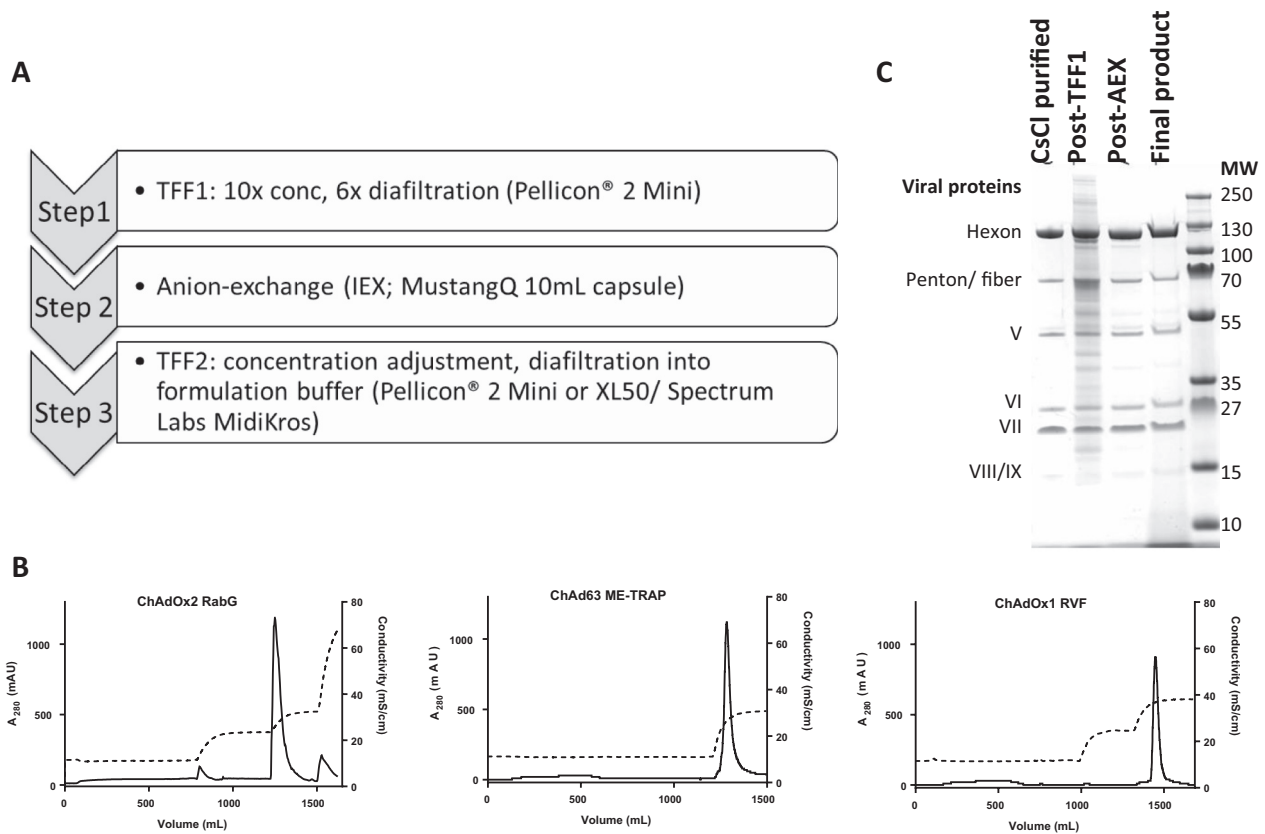 A
Step1
• TFF1: 10x conc, 6x diafiltration (Pellicon® 2 Mini)
Step 2
• Anion-exchange (IEX; MustangQ 10mL capsule)
Step 3
• TFF2: concentration adjustment, diafiltration into
formulation buffer (Pellicon® 2 Mini or XL50/ Spectrum
Labs MidiKros)
C
CsCl purified
Post-TFF1
Post-AEX
Final product
MW
Viral proteins
Hexon
Penton/ fiber
V
VI
VII
VIII/IX
250
130
100
70
55
35
27
15
10
B
ChAdOx2 RabG
A280 (mAU)
1000
500
0
0
500
1000
1500
Volume (mL)
80
60
40
20
0
Conductivity (mS/cm)
ChAd63 ME-TRAP
A280 (m A U )
1000
500
0
0
500
1000
1500
Volume (mL)
80
60
40
20
0
Conductivity (mS/cm)
ChAdOx1 RVF
A280 (m A U )
1000
500
0
0
500
1000
1500
Volume (mL)
80
60
40
20
0
Conductivity (mS/cm)